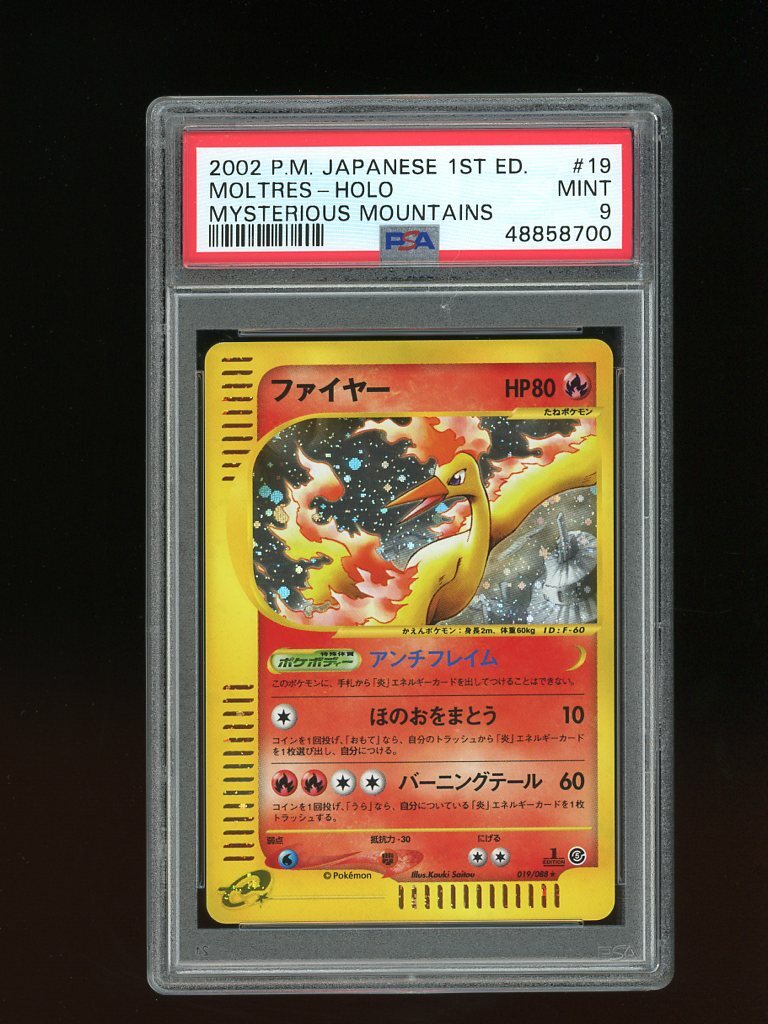 2002 P.M. JAPANESE 1ST ED. #19
MOLTRES - HOLO MINT
MYSTERIOUS MOUNTAINS 9
PSA 48858700
ファイヤー HP80
たねポケモン
かえんポケモン：身長2m、体重60kg ID:F-60
特殊体質
ポケボディー アンチフレイム
このポケモンに、手札から「炎」エネルギーカードを出してつけることはできない。
ほのおをまとう 10
コインを1回投げ、「おもて」なら、自分のトラッシュから「炎」エネルギーカード
を1枚選び出し、自分につける。
バーニングテール 60
コインを1回投げ、「うら」なら、自分についている「炎」エネルギーカードを1枚
トラッシュする。
弱点 抵抗力-30 にげる
1
EDITION
© Pokémon Illus.Kouki Saitou 019/088★
e
PSA